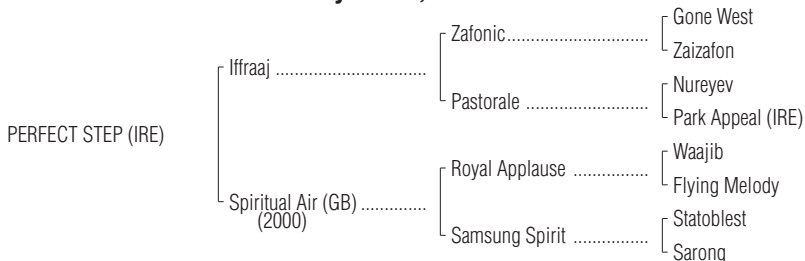 Gone West
Zafonic
Zaizafon
Iffraaj
Nureyev
Pastorale
Park Appeal (IRE)
PERFECT STEP (IRE)
Waajib
Royal Applause
Flying Melody
Spiritual Air (GB)
(2000)
Statoblest
Samsung Spirit
Sarong